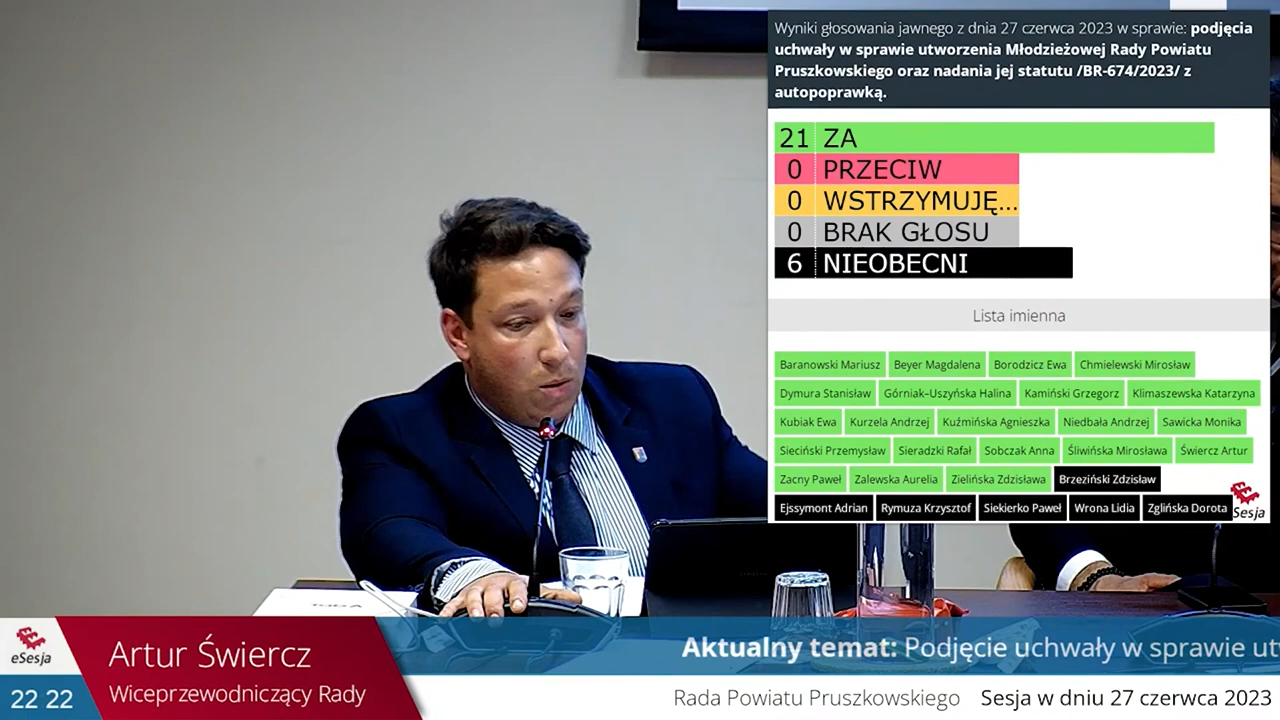 Wyniki głosowania jawnego z dnia 27 czerwca 2023 w sprawie: podjęcia
uchwały w sprawie utworzenia Młodzieżowej Rady Powiatu
Pruszkowskiego oraz nadania jej statutu /BR-674/2023/ z
autopoprawką.
21 ZA
0 PRZECIW
0 WSTRZYMUJĘ...
0 BRAK GŁOSU
6 NIEOBECNI
Lista imienna
Baranowski Mariusz Beyer Magdalena Borodzicz Ewa Chmielewski Mirosław
Dymura Stanisław Górniak–Uszyńska Halina Kamiński Grzegorz Klimaszewska Katarzyna
Kubiak Ewa Kurzela Andrzej Kuźmińska Agnieszka Niedbała Andrzej Sawicka Monika
Sieciński Przemysław Sieradzki Rafał Sobczak Anna Śliwińska Mirosława Świercz Artur
Zacny Paweł Zalewska Aurelia Zielińska Zdzisława Brzeziński Zdzisław
Ejssymont Adrian Rymuza Krzysztof Siekierko Paweł Wrona Lidia Zglińska Dorota
eSesja
eSesja
Artur Świercz
Wiceprzewodniczący Rady
22 22
Aktualny temat: Podjęcie uchwały w sprawie ut
Rada Powiatu Pruszkowskiego Sesja w dniu 27 czerwca 2023